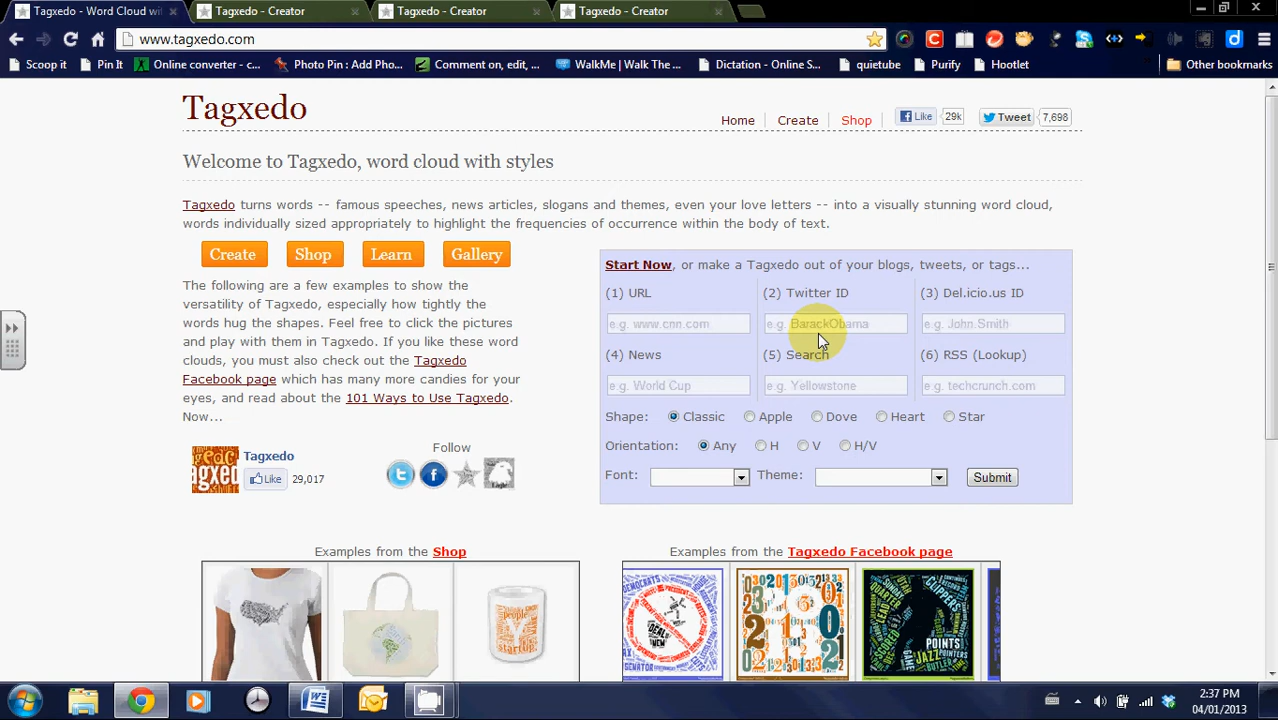 Tagxedo - Word Cloud wit
Tagxedo - Creator
Tagxedo - Creator
Tagxedo - Creator
www.tagxedo.com
Scoop it
Pin It
Online converter - c...
Photo Pin : Add Phot...
Comment on, edit, ...
WalkMe | Walk The ...
Dictation - Online S...
quietube
Purify
Hootlet
Other bookmarks
Tagxedo
Home
Create
Shop
Like
29k
Tweet
7,698
Welcome to Tagxedo, word cloud with styles
Tagxedo turns words -- famous speeches, news articles, slogans and themes, even your love letters -- into a visually stunning word cloud,
words individually sized appropriately to highlight the frequencies of occurrence within the body of text.
Create
Shop
Learn
Gallery
The following are a few examples to show the
versatility of Tagxedo, especially how tightly the
words hug the shapes. Feel free to click the pictures
and play with them in Tagxedo. If you like these word
clouds, you must also check out the Tagxedo
Facebook page which has many more candies for your
eyes, and read about the 101 Ways to Use Tagxedo.
Now...
Tagxedo
Like
29,017
Follow
Start Now, or make a Tagxedo out of your blogs, tweets, or tags...
(1) URL
(2) Twitter ID
(3) Del.icio.us ID
e.g. www.cnn.com
e.g. BarackObama
e.g. John.Smith
(4) News
(5) Search
(6) RSS (Lookup)
e.g. World Cup
e.g. Yellowstone
e.g. techcrunch.com
Shape:
Classic
Apple
Dove
Heart
Star
Orientation:
Any
H
V
H/V
Font:
Theme:
Submit
Examples from the Shop
Examples from the Tagxedo Facebook page
people
Y
startup
DEMOCRATS
SENATOR
CLIPPERS
POINTS
JAZZ
BUTLER
LEAD
2:37 PM
04/01/2013